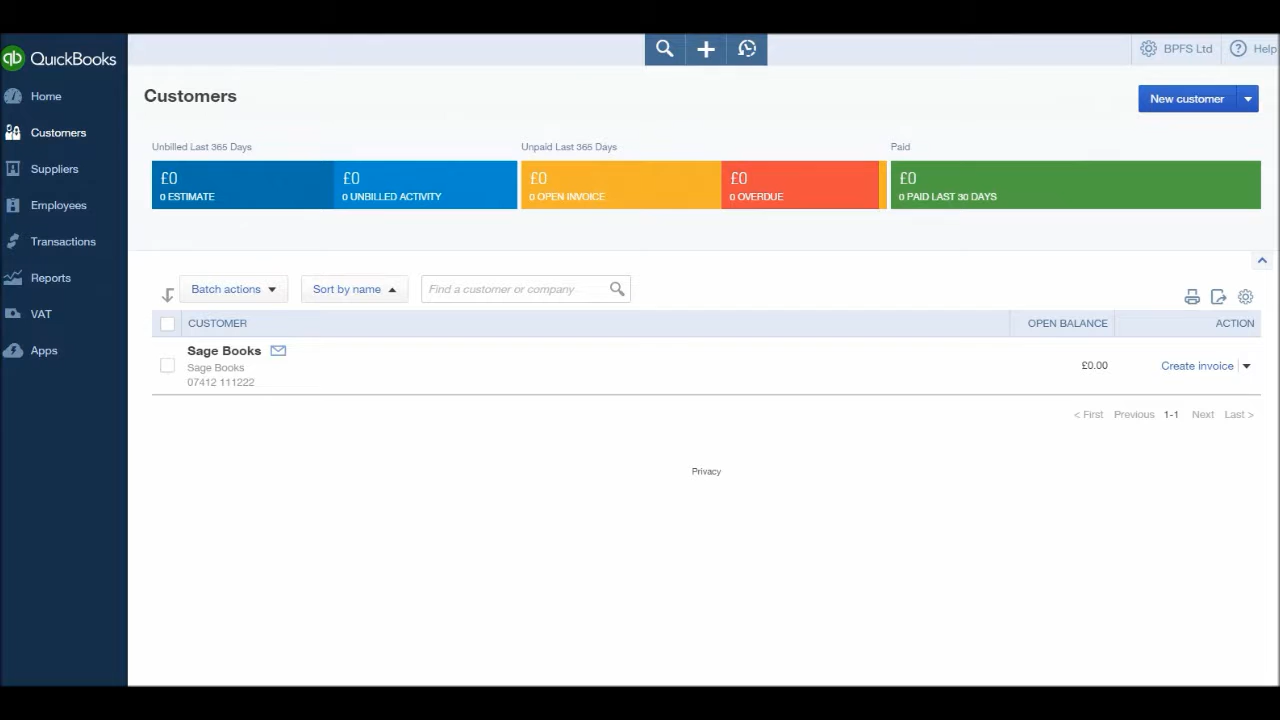 qb QuickBooks
BPFS Ltd
Help
Home
Customers
Suppliers
Employees
Transactions
Reports
VAT
Apps
Customers
New customer
Unbilled Last 365 Days
Unpaid Last 365 Days
Paid
£0
0 ESTIMATE
£0
0 UNBILLED ACTIVITY
£0
0 OPEN INVOICE
£0
0 OVERDUE
£0
0 PAID LAST 30 DAYS
Batch actions
Sort by name
Find a customer or company
CUSTOMER
OPEN BALANCE
ACTION
Sage Books
Sage Books
07412 111222
£0.00
Create invoice
< First Previous 1-1 Next Last >
Privacy